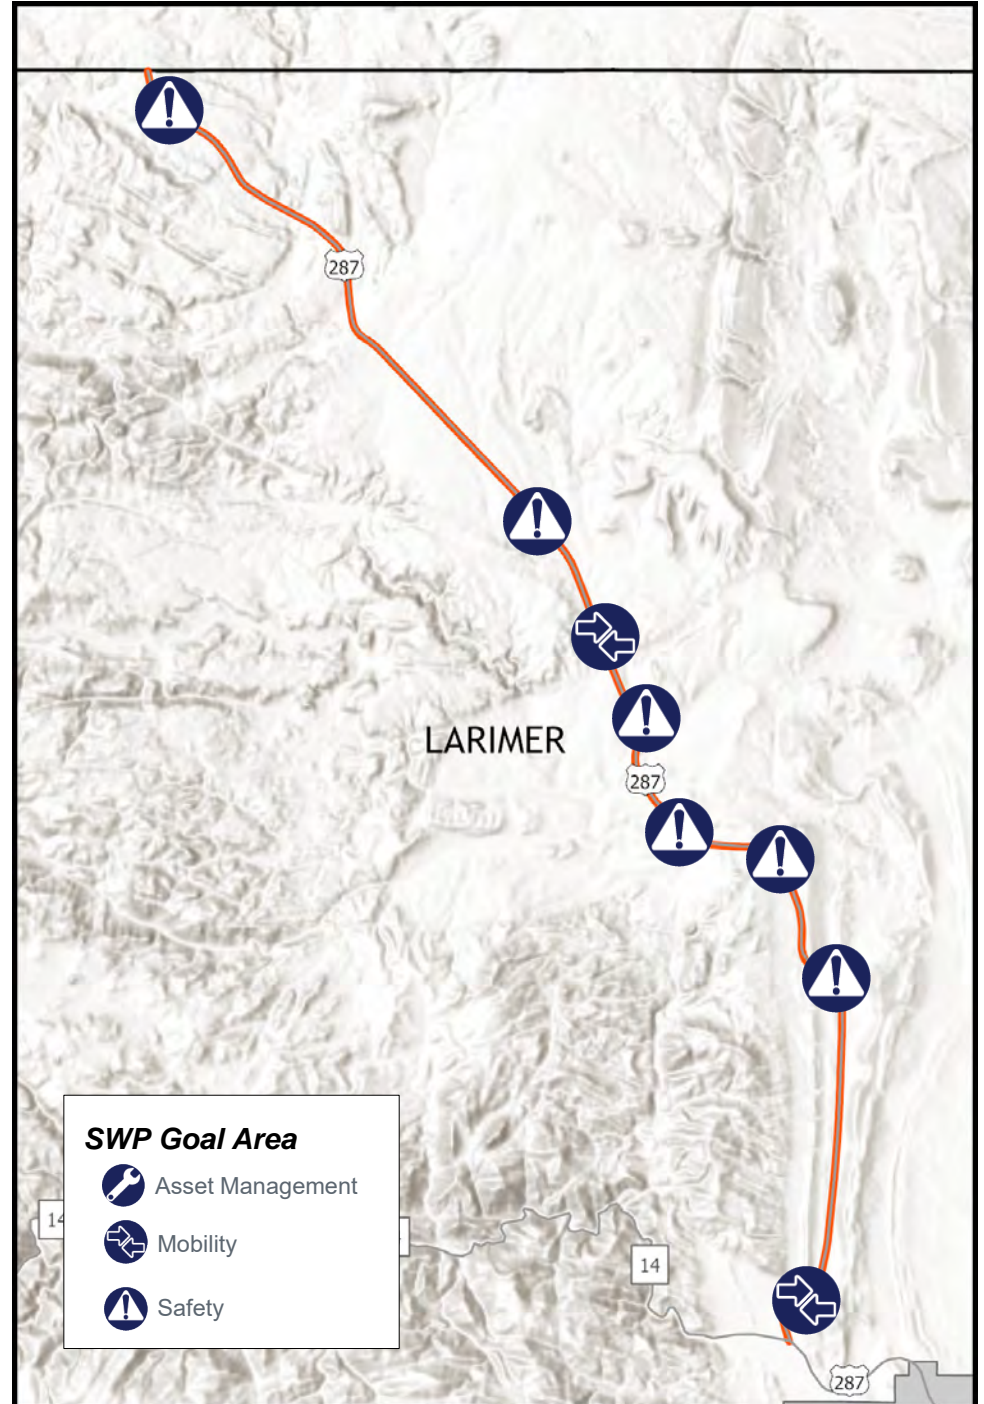 287
LARIMER
287
SWP Goal Area
Asset Management
14
Mobility
14
Safety
287